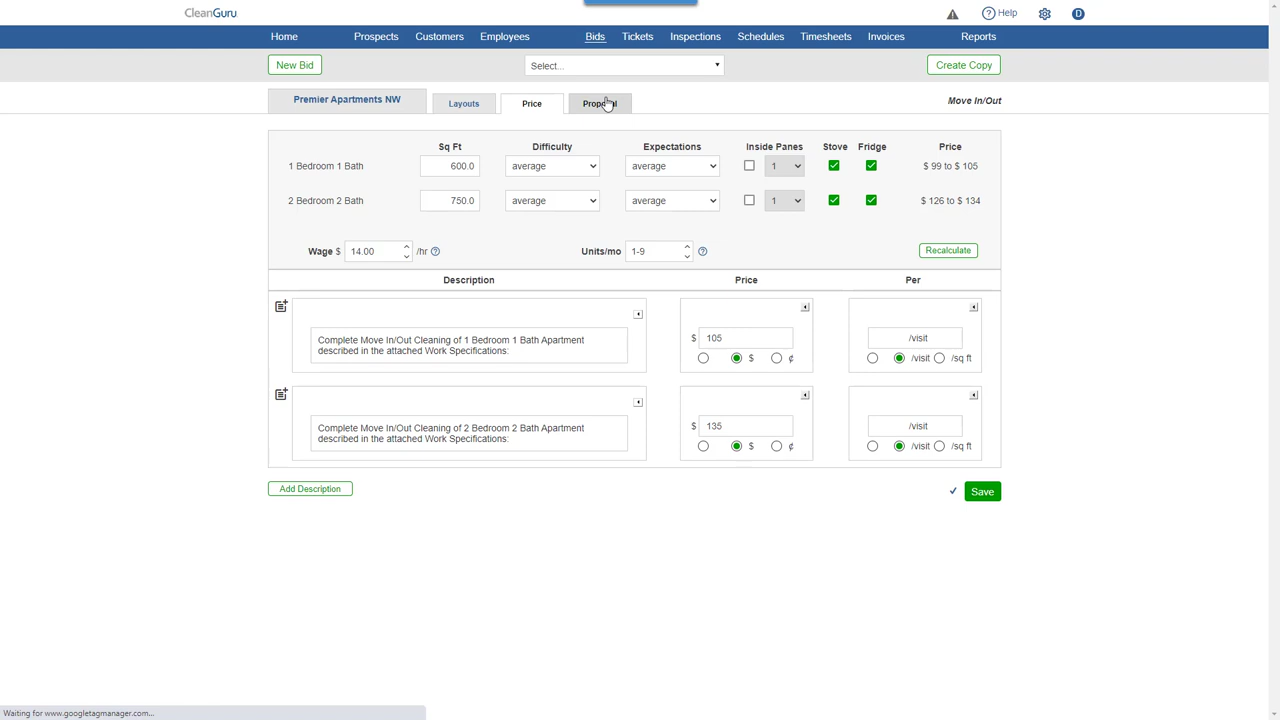 CleanGuru
Help
D
Home Prospects Customers Employees Bids Tickets Inspections Schedules Timesheets Invoices Reports
New Bid
Select...
Create Copy
Premier Apartments NW
Layouts
Price
Move In/Out
Sq Ft Difficulty Expectations Inside Panes Stove Fridge Price
1 Bedroom 1 Bath 600.0 average average 1 $ 99 to $ 105
2 Bedroom 2 Bath 750.0 average average 1 $ 126 to $ 134
Wage $ 14.00 /hr Units/mo 1-9 Recalculate
Description Price Per
Complete Move In/Out Cleaning of 1 Bedroom 1 Bath Apartment
described in the attached Work Specifications:
$ 105
$ ¢
/visit
/visit /sq ft
Complete Move In/Out Cleaning of 2 Bedroom 2 Bath Apartment
described in the attached Work Specifications:
$ 135
$ ¢
/visit
/visit /sq ft
Add Description
Save
Waiting for www.googletagmanager.com...